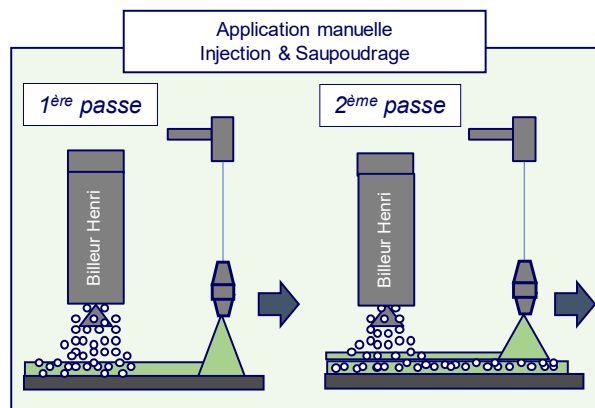 Application manuelle
Injection & Saupoudrage
1ère passe
2ème passe
Billeur Henri
Billeur Henri